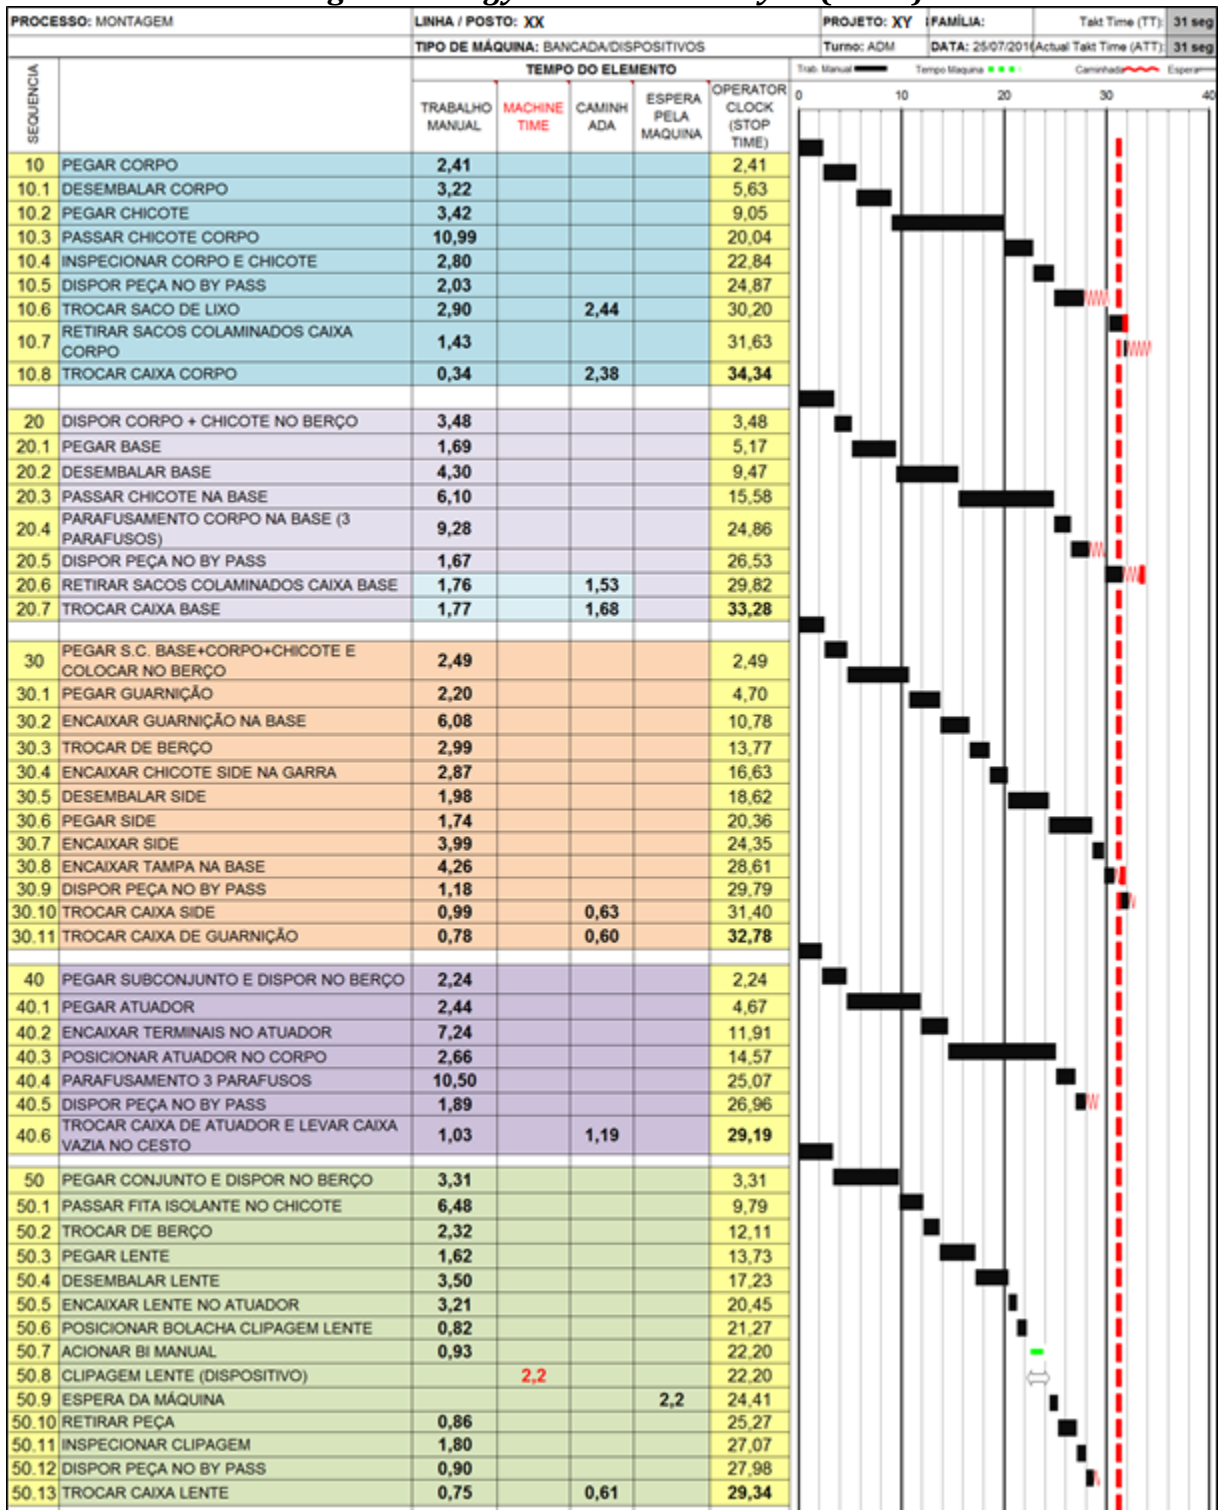 PROCESSO: MONTAGEM LINHA / POSTO: XX PROJETO: XY FAMÍLIA: Takt Time (TT): 31 seg
TIPO DE MÁQUINA: BANCADA/DISPOSITIVOS Turno: ADM DATA: 25/07/201 Actual Takt Time (ATT): 31 seg
SEQUENCIA
TEMPO DO ELEMENTO
Trab. Manual Tempo Maquina Caminhada Espera
TRABALHO MANUAL MACHINE TIME CAMINH ADA ESPERA PELA MAQUINA OPERATOR CLOCK (STOP TIME)
0 10 20 30 40
10 PEGAR CORPO 2,41 2,41
10.1 DESEMBALAR CORPO 3,22 5,63
10.2 PEGAR CHICOTE 3,42 9,05
10.3 PASSAR CHICOTE CORPO 10,99 20,04
10.4 INSPECIONAR CORPO E CHICOTE 2,80 22,84
10.5 DISPOR PEÇA NO BY PASS 2,03 24,87
10.6 TROCAR SACO DE LIXO 2,90 2,44 30,20
10.7 RETIRAR SACOS COLAMINADOS CAIXA
CORPO 1,43 31,63
10.8 TROCAR CAIXA CORPO 0,34 2,38 34,34
20 DISPOR CORPO + CHICOTE NO BERÇO 3,48 3,48
20.1 PEGAR BASE 1,69 5,17
20.2 DESEMBALAR BASE 4,30 9,47
20.3 PASSAR CHICOTE NA BASE 6,10 15,58
20.4 PARAFUSAMENTO CORPO NA BASE (3
PARAFUSOS) 9,28 24,86
20.5 DISPOR PEÇA NO BY PASS 1,67 26,53
20.6 RETIRAR SACOS COLAMINADOS CAIXA BASE 1,76 1,53 29,82
20.7 TROCAR CAIXA BASE 1,77 1,68 33,28
30 PEGAR S.C. BASE+CORPO+CHICOTE E
COLOCAR NO BERÇO 2,49 2,49
30.1 PEGAR GUARNIÇÃO 2,20 4,70
30.2 ENCAIXAR GUARNIÇÃO NA BASE 6,08 10,78
30.3 TROCAR DE BERÇO 2,99 13,77
30.4 ENCAIXAR CHICOTE SIDE NA GARRA 2,87 16,63
30.5 DESEMBALAR SIDE 1,98 18,62
30.6 PEGAR SIDE 1,74 20,36
30.7 ENCAIXAR SIDE 3,99 24,35
30.8 ENCAIXAR TAMPA NA BASE 4,26 28,61
30.9 DISPOR PEÇA NO BY PASS 1,18 29,79
30.10 TROCAR CAIXA SIDE 0,99 0,63 31,40
30.11 TROCAR CAIXA DE GUARNIÇÃO 0,78 0,60 32,78
40 PEGAR SUBCONJUNTO E DISPOR NO BERÇO 2,24 2,24
40.1 PEGAR ATUADOR 2,44 4,67
40.2 ENCAIXAR TERMINAIS NO ATUADOR 7,24 11,91
40.3 POSICIONAR ATUADOR NO CORPO 2,66 14,57
40.4 PARAFUSAMENTO 3 PARAFUSOS 10,50 25,07
40.5 DISPOR PEÇA NO BY PASS 1,89 26,96
40.6 TROCAR CAIXA DE ATUADOR E LEVAR CAIXA
VAZIA NO CESTO 1,03 1,19 29,19
50 PEGAR CONJUNTO E DISPOR NO BERÇO 3,31 3,31
50.1 PASSAR FITA ISOLANTE NO CHICOTE 6,48 9,79
50.2 TROCAR DE BERÇO 2,32 12,11
50.3 PEGAR LENTE 1,62 13,73
50.4 DESEMBALAR LENTE 3,50 17,23
50.5 ENCAIXAR LENTE NO ATUADOR 3,21 20,45
50.6 POSICIONAR BOLACHA CLIPAGEM LENTE 0,82 21,27
50.7 ACIONAR BI MANUAL 0,93 22,20
50.8 CLIPAGEM LENTE (DISPOSITIVO) 2,2 22,20
50.9 ESPERA DA MÁQUINA 2,2 24,41
50.10 RETIRAR PEÇA 0,86 25,27
50.11 INSPECIONAR CLIPAGEM 1,80 27,07
50.12 DISPOR PEÇA NO BY PASS 0,90 27,98
50.13 TROCAR CAIXA LENTE 0,75 0,61 29,34